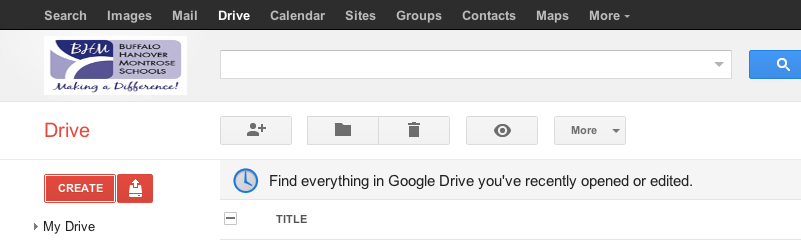 Search Images Mail Drive Calendar Sites Groups Contacts Maps More
BHM
BUFFALO
HANOVER
MONTROSE
SCHOOLS
Making a Difference!
Drive
More
CREATE
Find everything in Google Drive you've recently opened or edited.
My Drive
TITLE